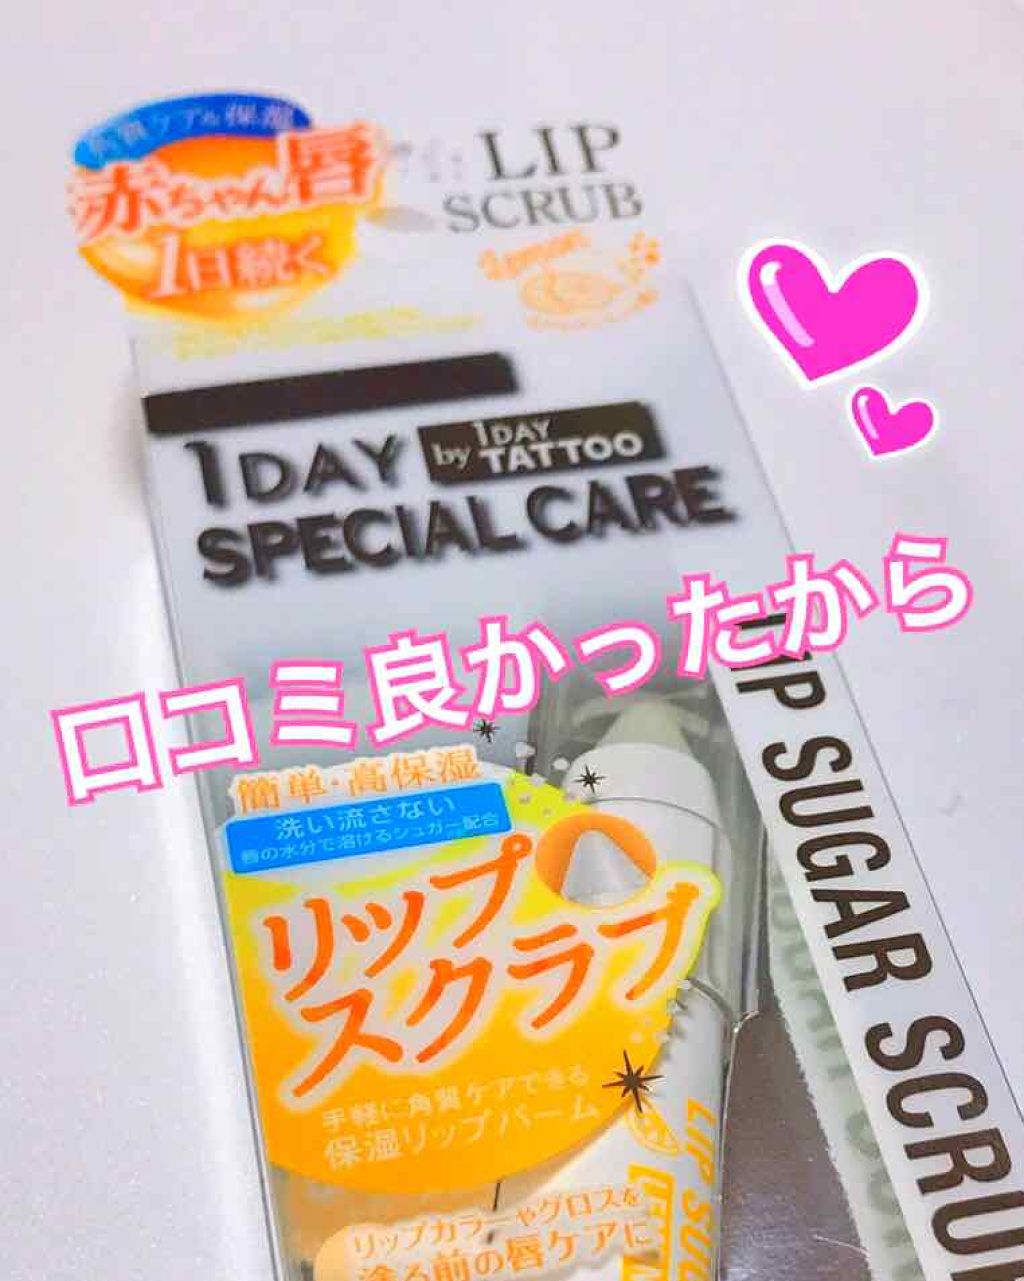 角質ケア&保湿
赤ちゃん唇
1日続く
LIP
SCRUB
Lemon
1DAY
by 1DAY
TATTOO
SPECIAL CARE
口コミ良かったから
簡単・高保湿
洗い流さない
唇の水分で溶けるシュガー配合
リップ
スクラブ
手軽に角質ケアできる
保湿リップバーム
リップカラーやグロスを
塗る前の唇ケアに
LIP SUGAR SCRU
LIP SU